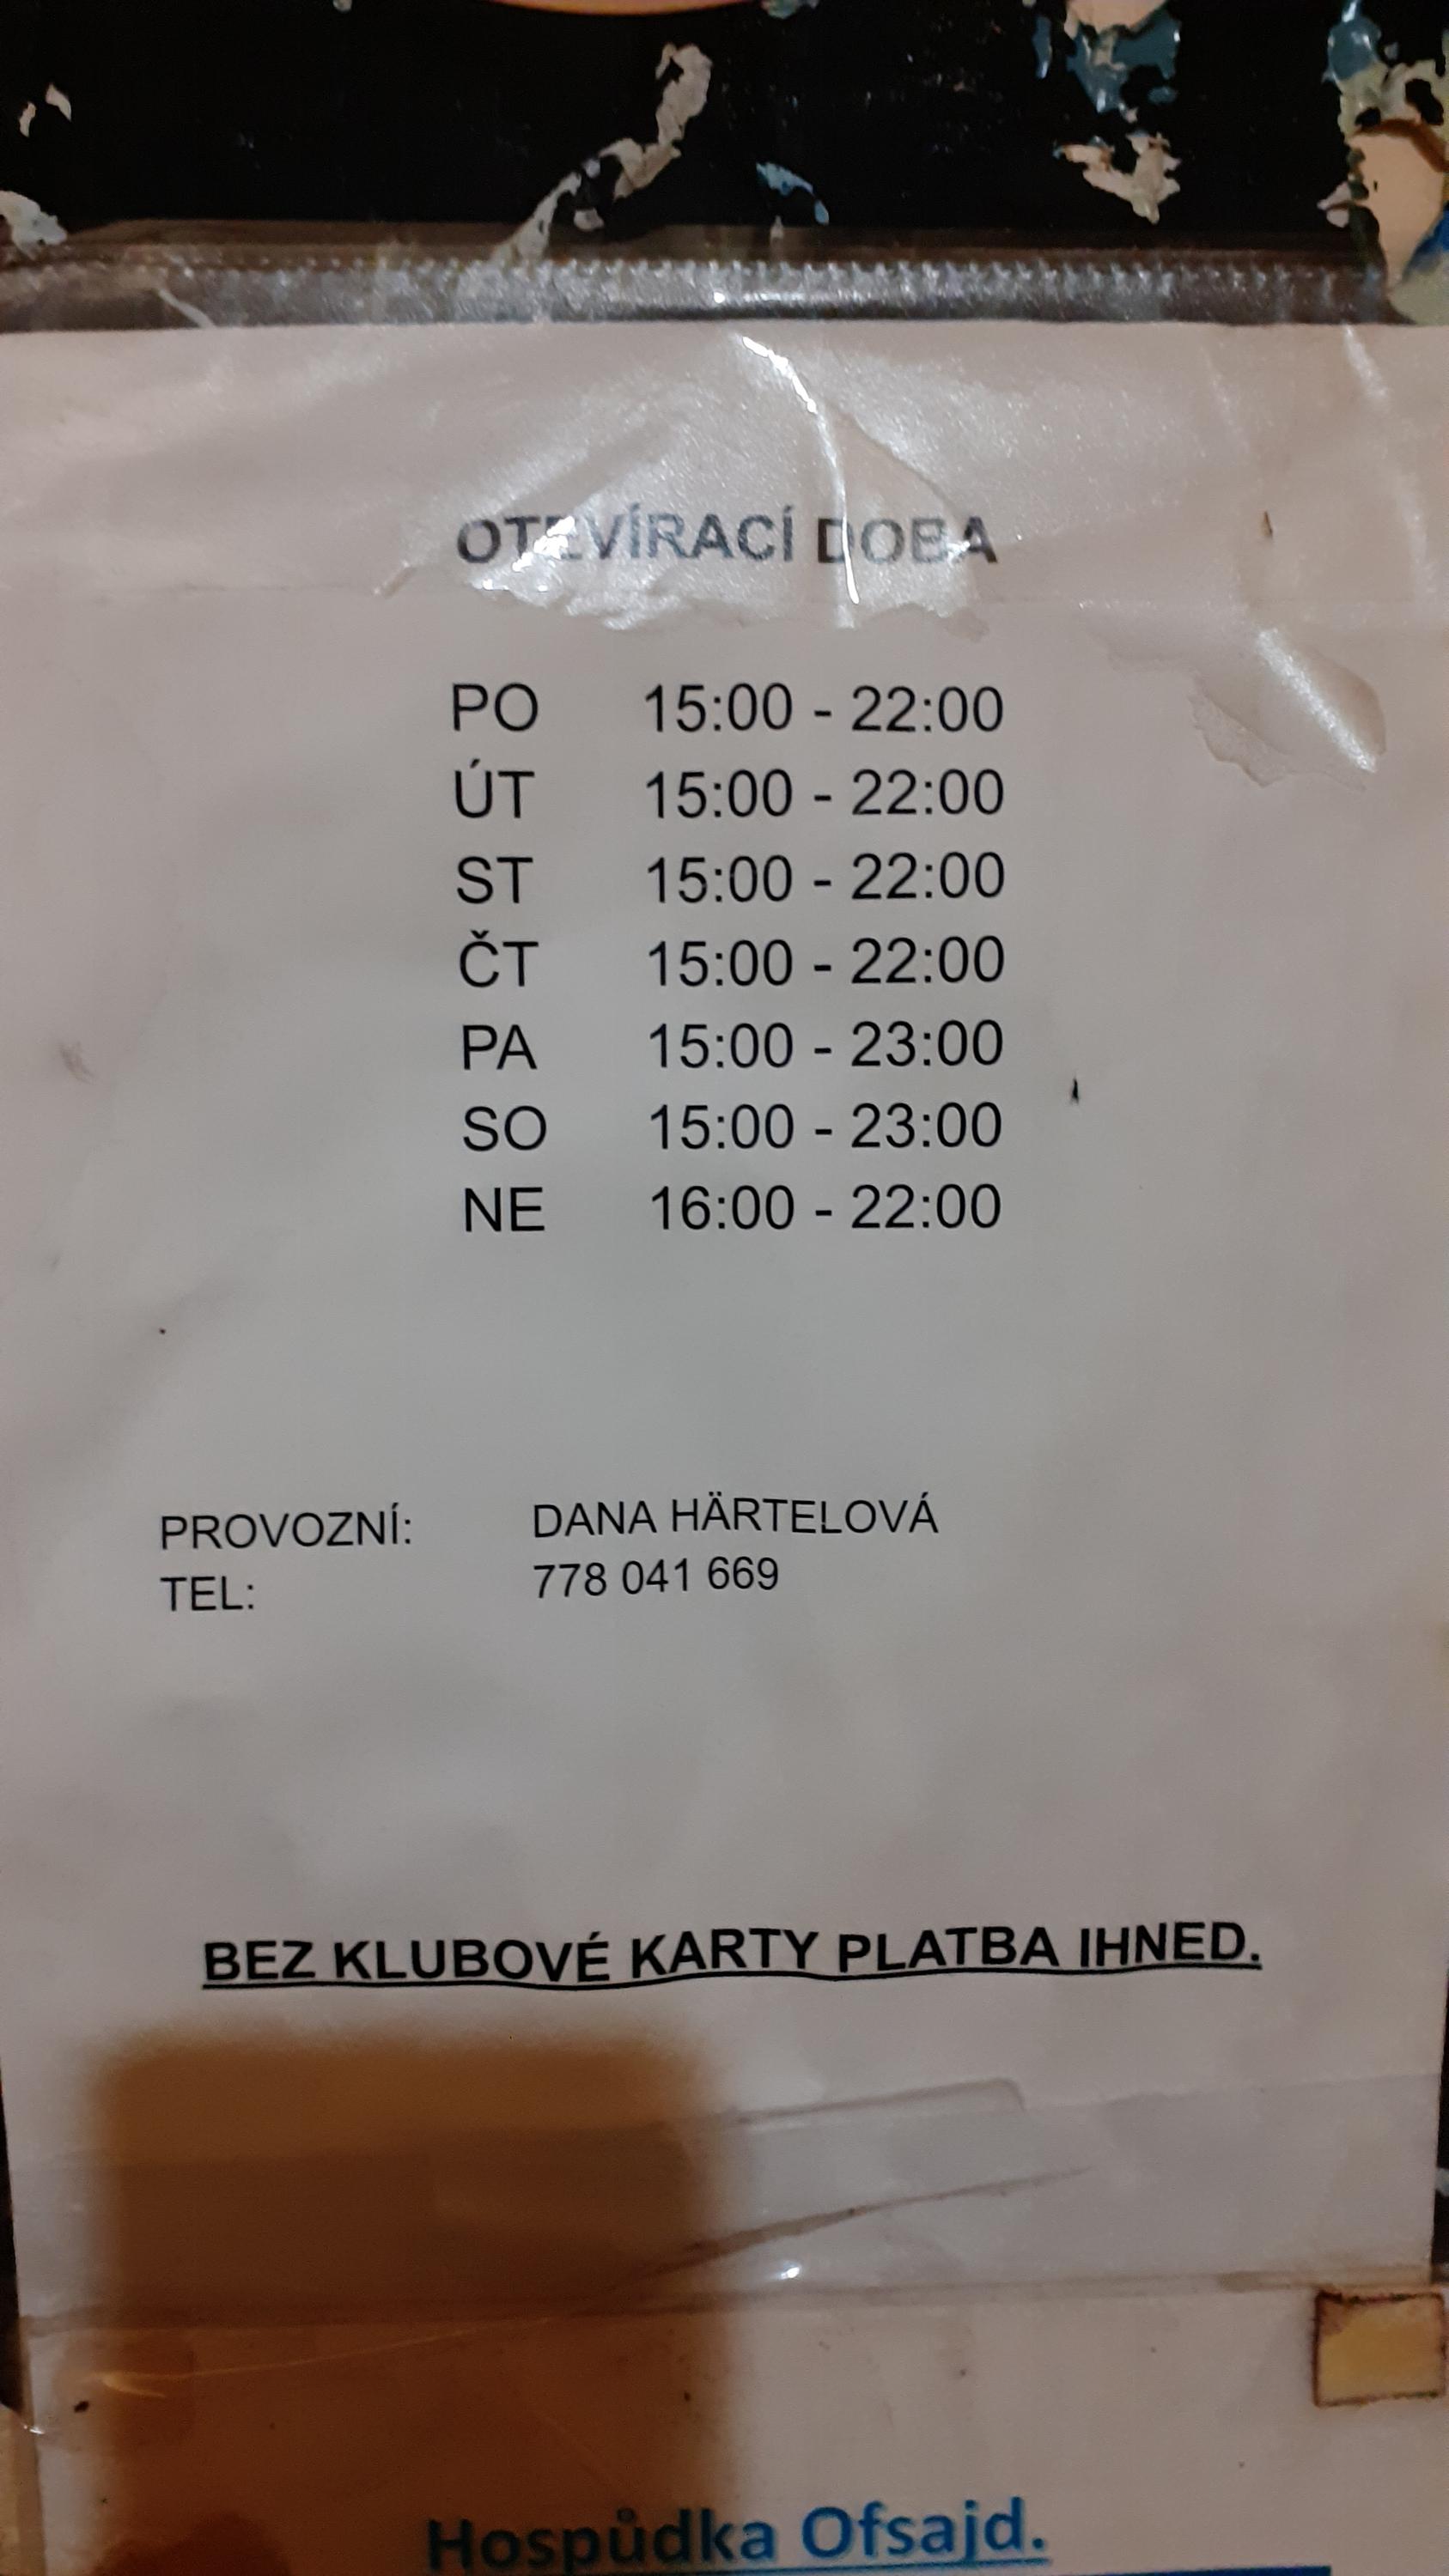 OTEVÍRACÍ DOBA
PO 15:00 - 22:00
ÚT 15:00 - 22:00
ST 15:00 - 22:00
ČT 15:00 - 22:00
PA 15:00 - 23:00
SO 15:00 - 23:00
NE 16:00 - 22:00
PROVOZNÍ: DANA HÄRTELOVÁ
TEL: 778 041 669
BEZ KLUBOVÉ KARTY PLATBA IHNED.
Hospůdka Ofsajd.